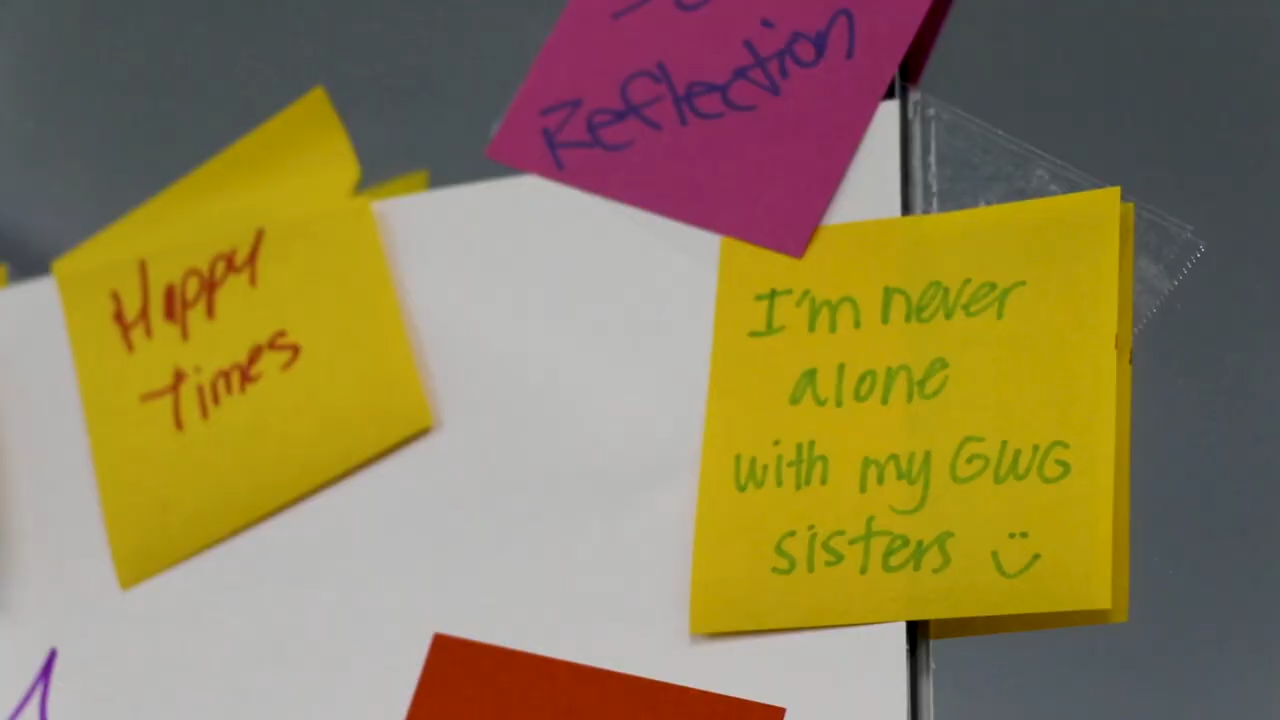 Reflection
Happy
Times
I'm never
alone
with my GWG
sisters ¨̮